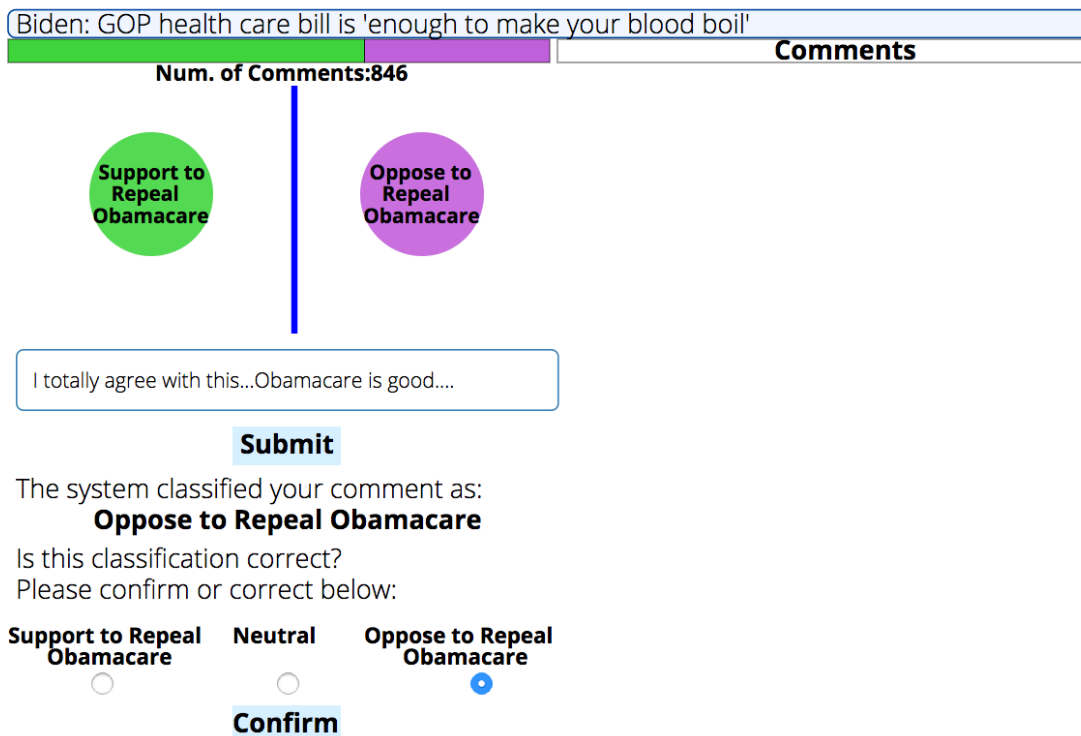 Biden: GOP health care bill is 'enough to make your blood boil'
Comments
Num. of Comments:846
Support to
Repeal
Obamacare
Oppose to
Repeal
Obamacare
I totally agree with this...Obamacare is good....
Submit
The system classified your comment as:
Oppose to Repeal Obamacare
Is this classification correct?
Please confirm or correct below:
Support to Repeal
Obamacare
Neutral
Oppose to Repeal
Obamacare
Confirm